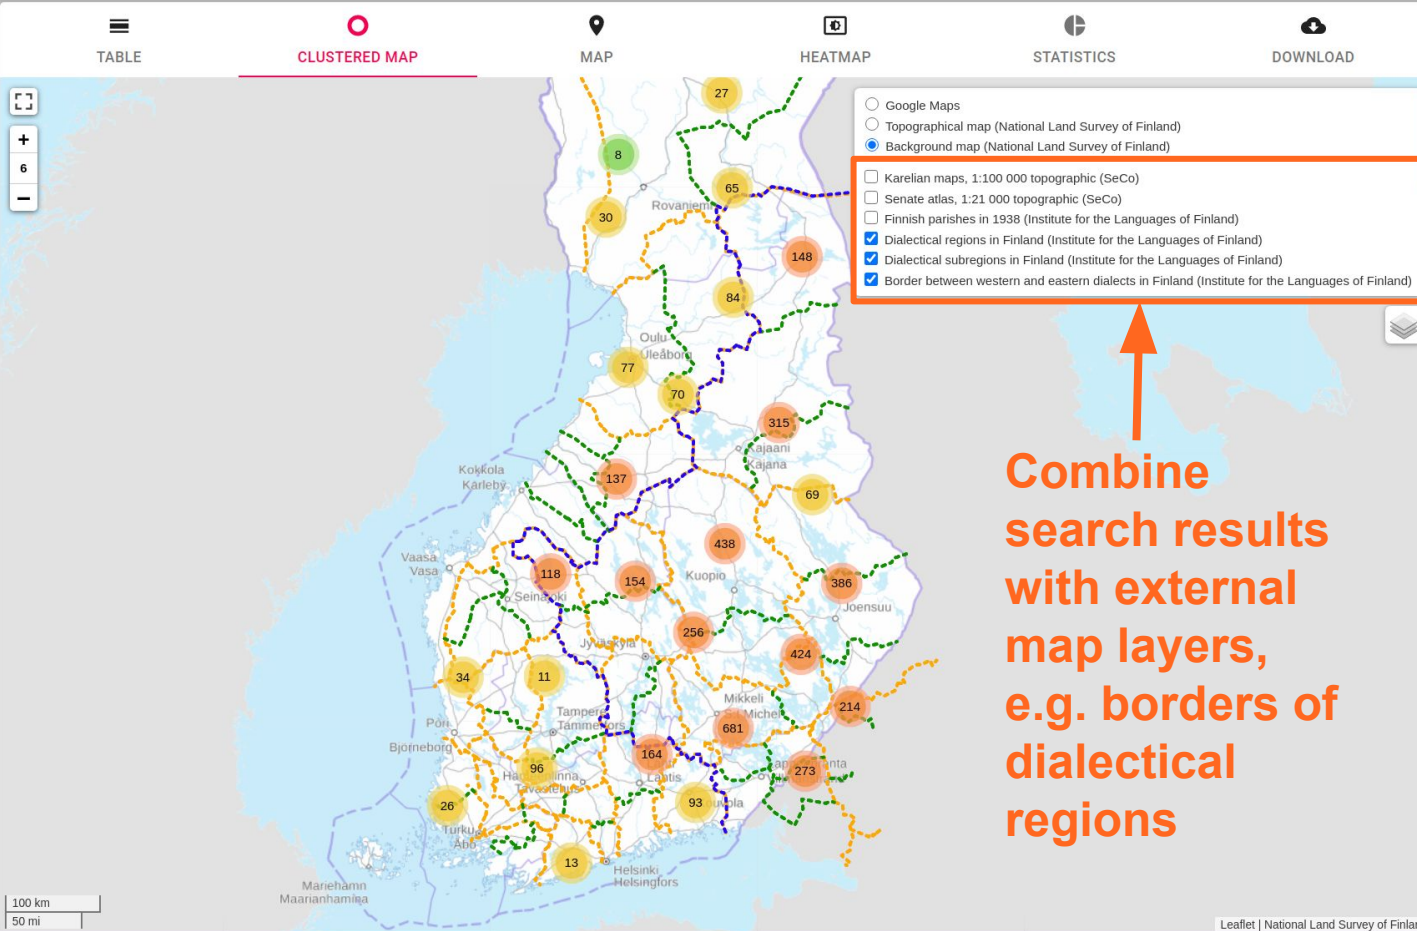 TABLE
CLUSTERED MAP
MAP
HEATMAP
STATISTICS
DOWNLOAD
+
6
−
Google Maps
Topographical map (National Land Survey of Finland)
Background map (National Land Survey of Finland)
Karelian maps, 1:100 000 topographic (SeCo)
Senate atlas, 1:21 000 topographic (SeCo)
Finnish parishes in 1938 (Institute for the Languages of Finland)
Dialectical regions in Finland (Institute for the Languages of Finland)
Dialectical subregions in Finland (Institute for the Languages of Finland)
Border between western and eastern dialects in Finland (Institute for the Languages of Finland)
27
8
65
Rovaniemi
30
148
84
Oulu
Uleåborg
77
70
315
Kajaani
Kajana
Kokkola
Karleby
137
69
438
Vaasa
Vasa
118
154
Kuopio
386
Seinäjoki
Joensuu
256
Jyväskylä
424
34
11
Mikkeli
214
Tampere
Tammerfors
Michel
681
Pori
Björneborg
164
96
273
Lahtis
Tavastehus
26
93
Turku
Åbo
13
Helsinki
Helsingfors
Mariehamn
Maarianhamina
Combine
search results
with external
map layers,
e.g. borders of
dialectical
regions
100 km
50 mi
Leaflet | National Land Survey of